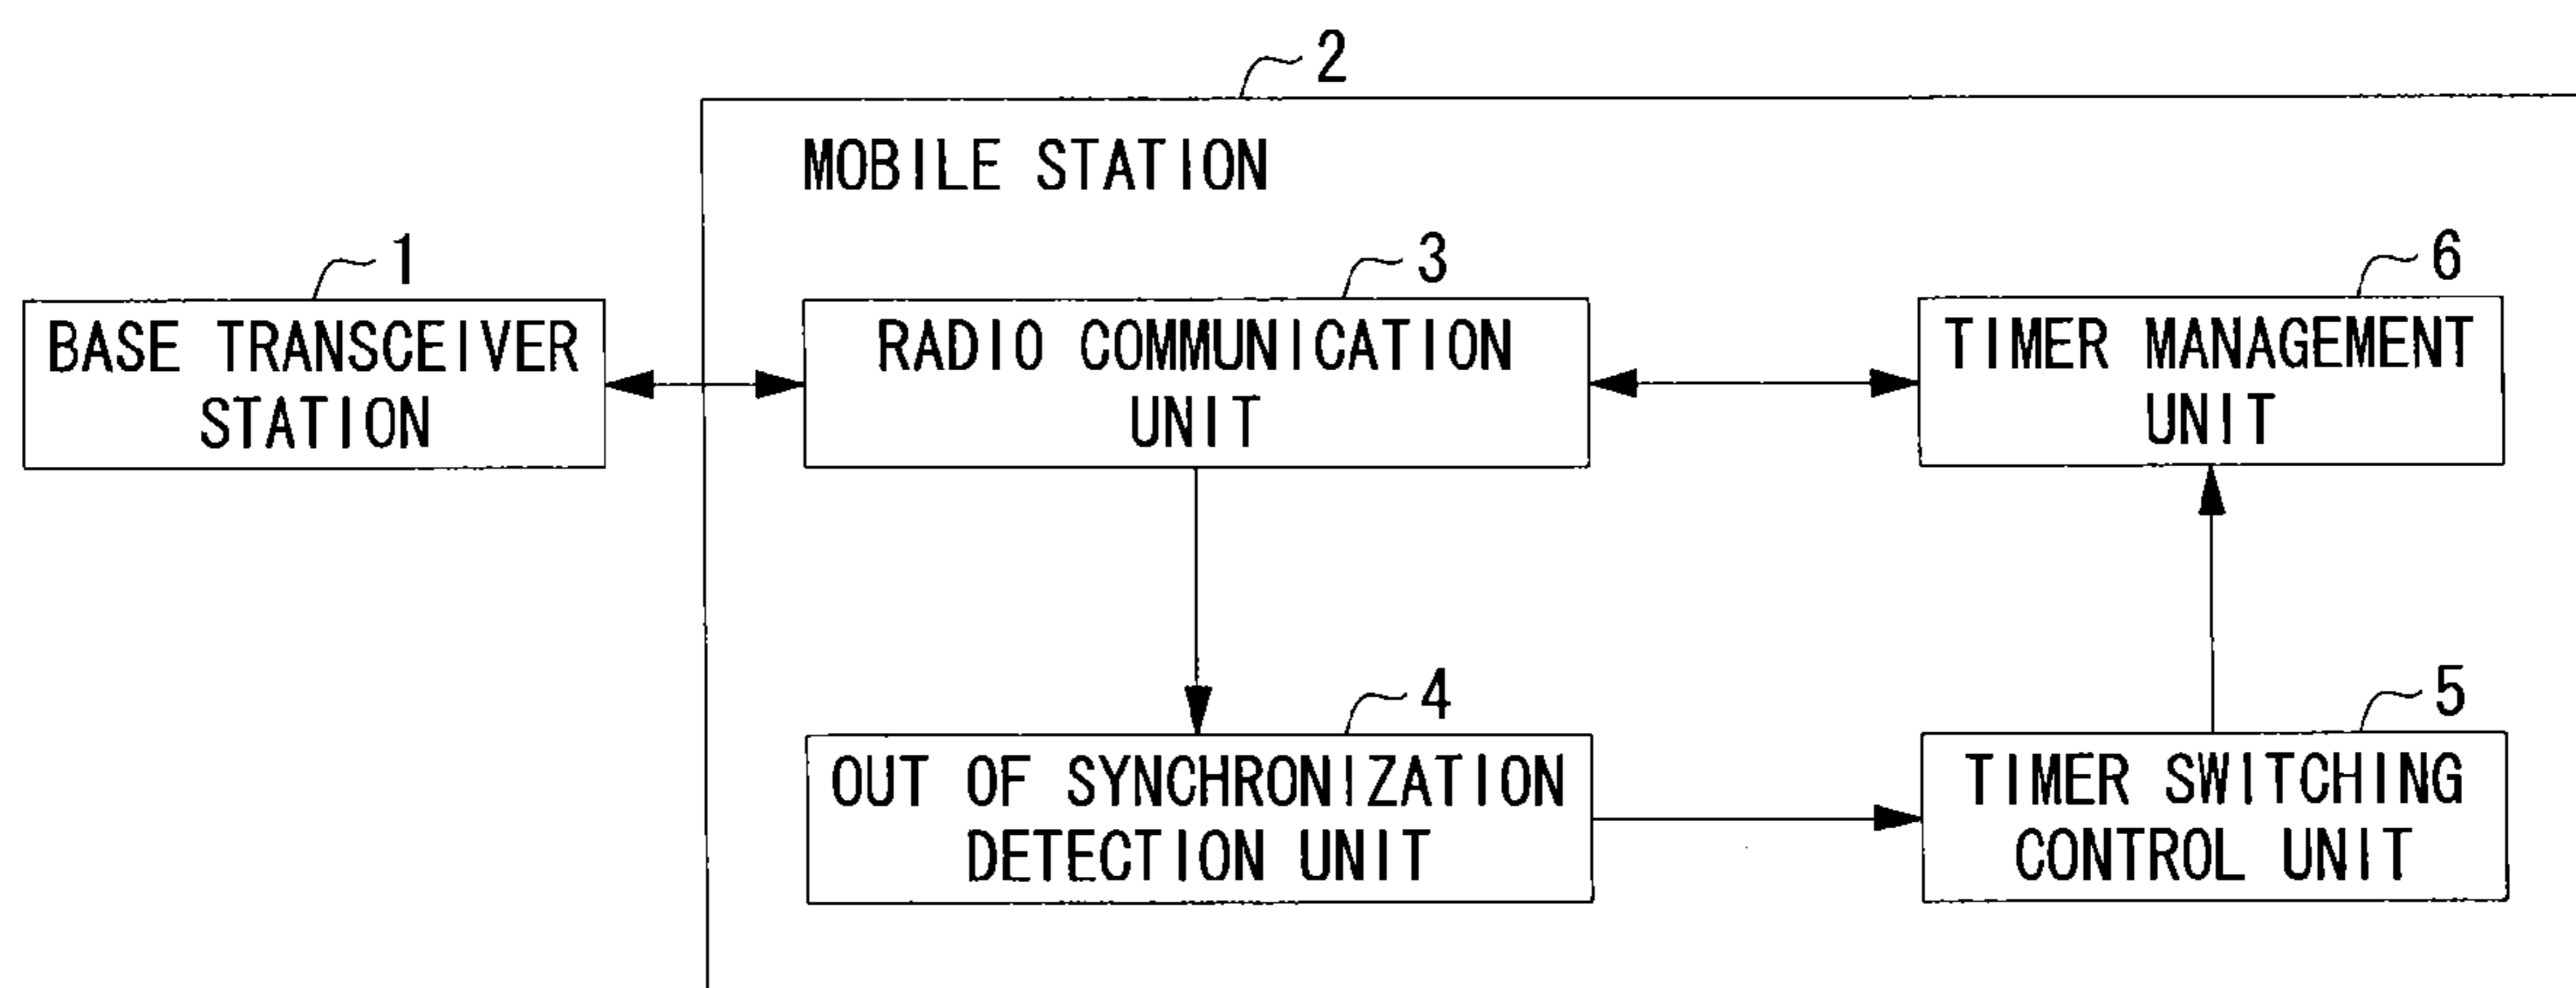 2
MOBILE STATION
1
BASE TRANSCEIVER
STATION
3
RADIO COMMUNICATION
UNIT
6
TIMER MANAGEMENT
UNIT
4
OUT OF SYNCHRONIZATION
DETECTION UNIT
5
TIMER SWITCHING
CONTROL UNIT